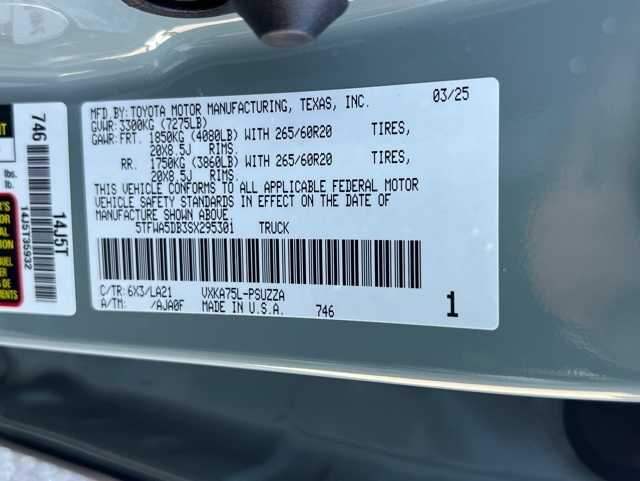 MFD BY:TOYOTA MOTOR MANUFACTURING, TEXAS, INC. 03/25
GVWR:3300KG (7275LB)
GAWR:FRT. 1850KG (4080LB) WITH 265/60R20 TIRES,
20X8.5J RIMS.
RR. 1750KG (3860LB) WITH 265/60R20 TIRES,
20X8.5J RIMS.
THIS VEHICLE CONFORMS TO ALL APPLICABLE FEDERAL MOTOR
VEHICLE SAFETY STANDARDS IN EFFECT ON THE DATE OF
MANUFACTURE SHOWN ABOVE.
5TFWA5DB3SX295301 TRUCK
C/TR:6X3/LA21 VXKA75L-PSUZZA
A/TM: /AJA0F MADE IN U.S.A. 746 1
746
14J5T
14J5T35932
lbs.
lb.